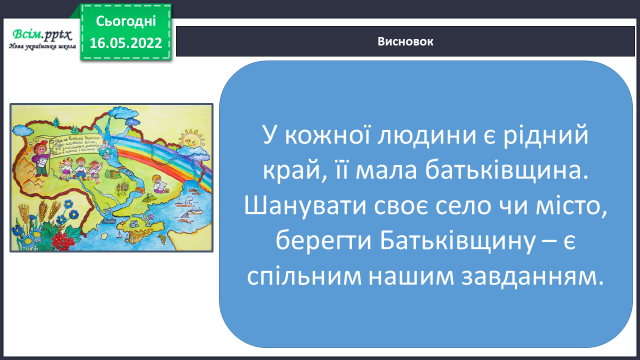 Всім.pptx
Нова українська школа
Сьогодні
16.05.2022
Висновок
У кожної людини є рідний
край, її мала батьківщина.
Шанувати своє село чи місто,
берегти Батьківщину – є
спільним нашим завданням.